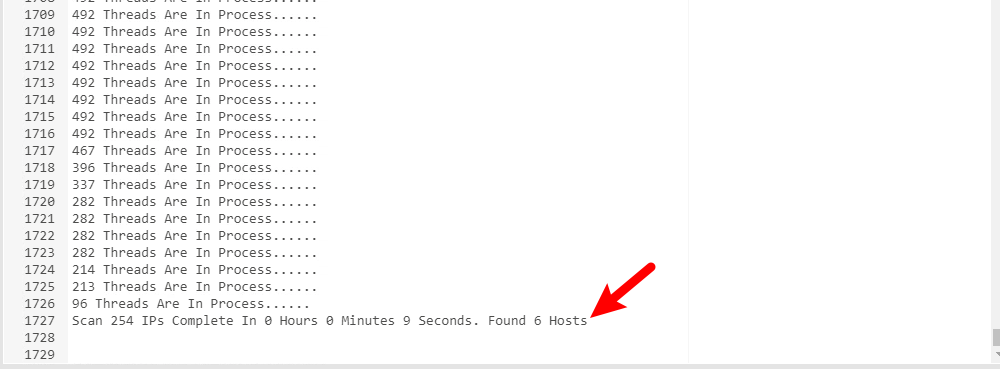 1708 492 Threads Are In Process......
1709 492 Threads Are In Process......
1710 492 Threads Are In Process......
1711 492 Threads Are In Process......
1712 492 Threads Are In Process......
1713 492 Threads Are In Process......
1714 492 Threads Are In Process......
1715 492 Threads Are In Process......
1716 492 Threads Are In Process......
1717 467 Threads Are In Process......
1718 396 Threads Are In Process......
1719 337 Threads Are In Process......
1720 282 Threads Are In Process......
1721 282 Threads Are In Process......
1722 282 Threads Are In Process......
1723 282 Threads Are In Process......
1724 214 Threads Are In Process......
1725 213 Threads Are In Process......
1726 96 Threads Are In Process......
1727 Scan 254 IPs Complete In 0 Hours 0 Minutes 9 Seconds. Found 6 Hosts
1728
1729